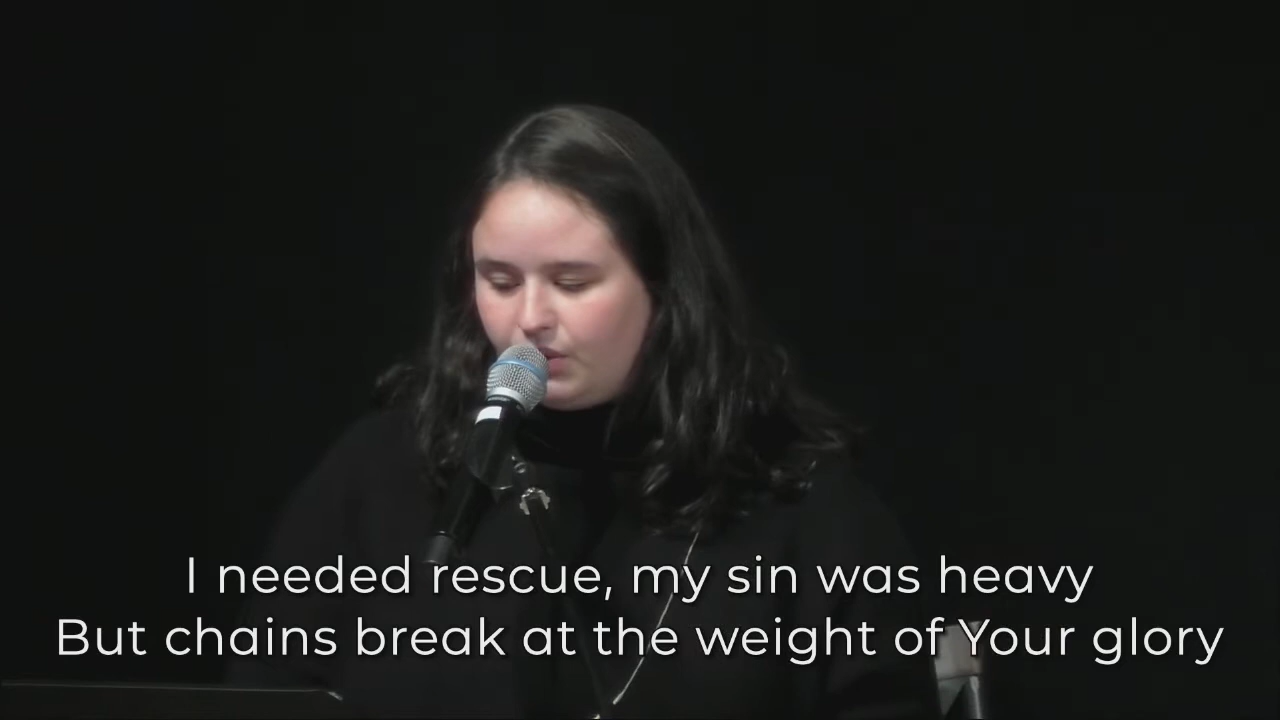 I needed rescue, my sin was heavy
But chains break at the weight of Your glory